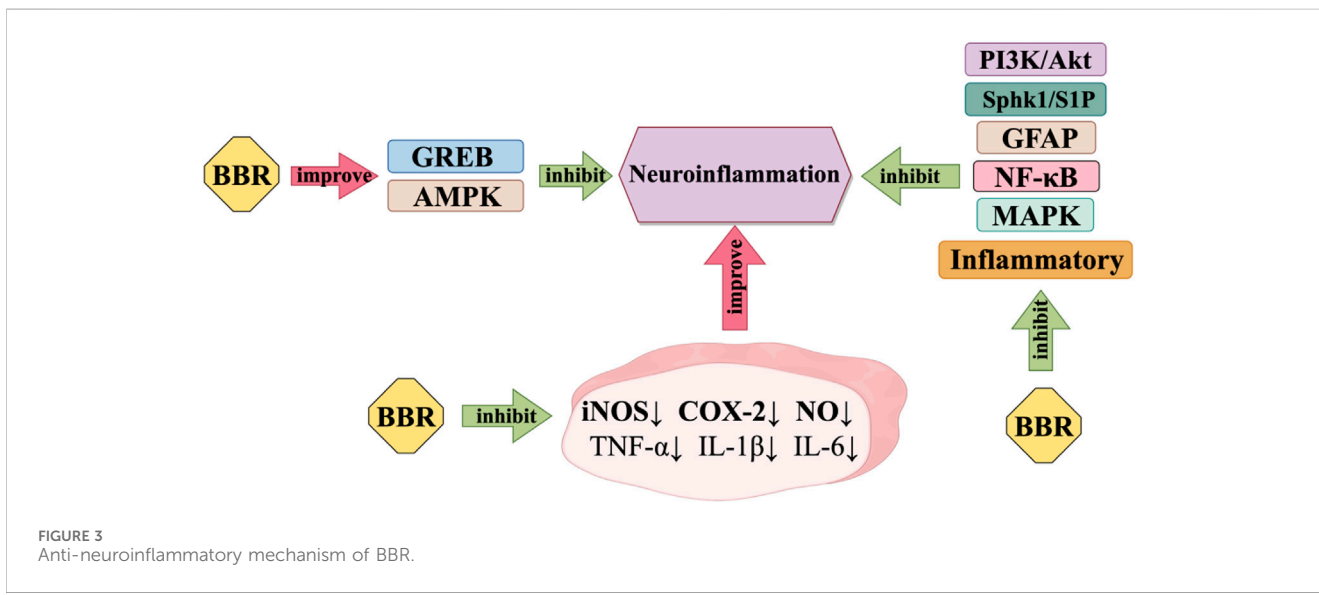 PI3K/Akt
Sphk1/S1P
GFAP
NF-κB
MAPK
Inflammatory
inhibit
BBR
BBR
improve
GREB
AMPK
inhibit
Neuroinflammation
inhibit
improve
BBR
inhibit
iNOS↓ COX-2↓ NO↓
TNF-α↓ IL-1β↓ IL-6↓
FIGURE 3
Anti-neuroinflammatory mechanism of BBR.